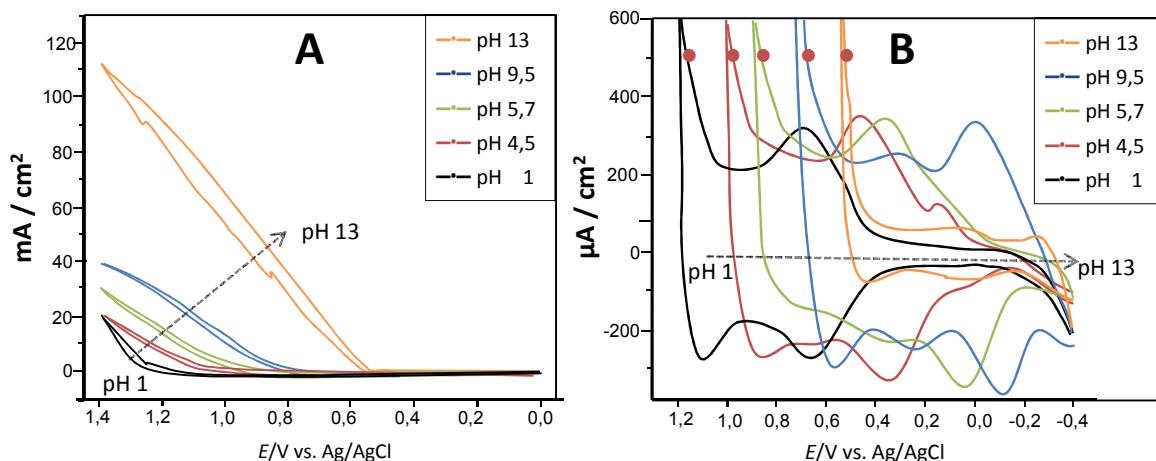 A
mA / cm²
120
100
80
60
40
20
0
1,4
1,2
1,0
0,8
0,6
0,4
0,2
0,0
E/V vs. Ag/AgCl
pH 13
pH 9,5
pH 5,7
pH 4,5
pH 1
pH 13
pH 1
B
µA / cm²
600
400
200
0
-200
1,2
1,0
0,8
0,6
0,4
0,2
0,0
-0,2
-0,4
E/V vs. Ag/AgCl
pH 13
pH 9,5
pH 5,7
pH 4,5
pH 1
pH 1
pH 13